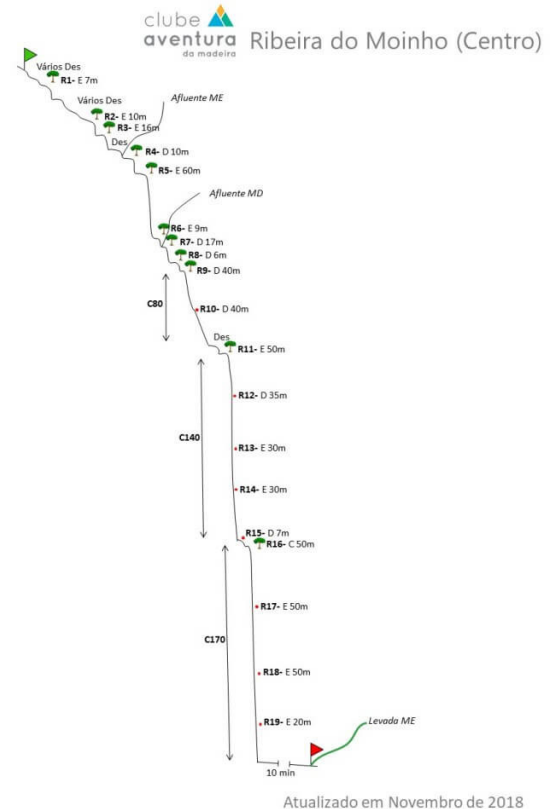 clube
aventura
da madeira
Ribeira do Moinho (Centro)
Vários Des
R1- E 7m
Vários Des
Afluente ME
R2- E 10m
R3- E 16m
Des
R4- D 10m
R5- E 60m
Afluente MD
R6- E 9m
R7- D 17m
R8- D 6m
R9- D 40m
C80
R10- D 40m
Des
R11- E 50m
R12- D 35m
C140
R13- E 30m
R14- E 30m
R15- D 7m
R16- C 50m
R17- E 50m
C170
R18- E 50m
R19- E 20m
Levada ME
10 min
Atualizado em Novembro de 2018